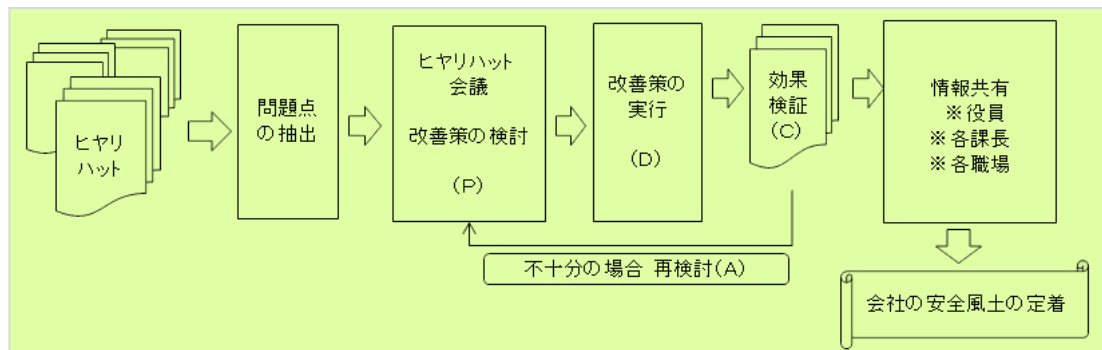 ヒヤリ
ハット
問題点
の抽出
ヒヤリハット
会議
改善策の検討
(P)
改善策の
実行
(D)
効果
検証
(C)
情報共有
※役員
※各課長
※各職場
不十分の場合 再検討(A)
会社の安全風土の定着